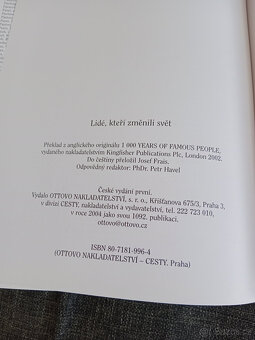 Lidé, kteří změnili svět
Překlad z anglického originálu 1 000 YEARS OF FAMOUS PEOPLE,
vydaného nakladatelstvím Kingfisher Publications Plc, London 2002.
Do češtiny přeložil Josef Frais.
Odpovědný redaktor: PhDr. Petr Havel
České vydání první.
Vydalo OTTOVO NAKLADATELSTVÍ, s. r. o., Křišťanova 675/3, Praha 3,
v divizi CESTY, nakladatelství a vydavatelství, tel. 222 723 010,
v roce 2004 jako svou 1092. publikaci.
ottovo@ottovo.cz
ISBN 80-7181-996-4
(OTTOVO NAKLADATELSTVÍ – CESTY, Praha)